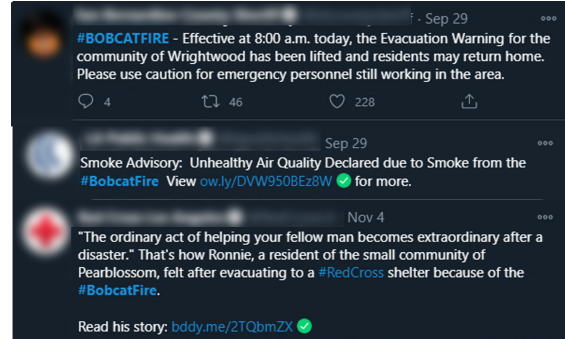 · Sep 29
#BOBCATFIRE - Effective at 8:00 a.m. today, the Evacuation Warning for the
community of Wrightwood has been lifted and residents may return home.
Please use caution for emergency personnel still working in the area.
4 46 228
Sep 29
Smoke Advisory: Unhealthy Air Quality Declared due to Smoke from the
#BobcatFire View ow.ly/DVW950BEz8W for more.
Nov 4
"The ordinary act of helping your fellow man becomes extraordinary after a
disaster." That's how Ronnie, a resident of the small community of
Pearblossom, felt after evacuating to a #RedCross shelter because of the
#BobcatFire.
Read his story: bddy.me/2TQbmZX